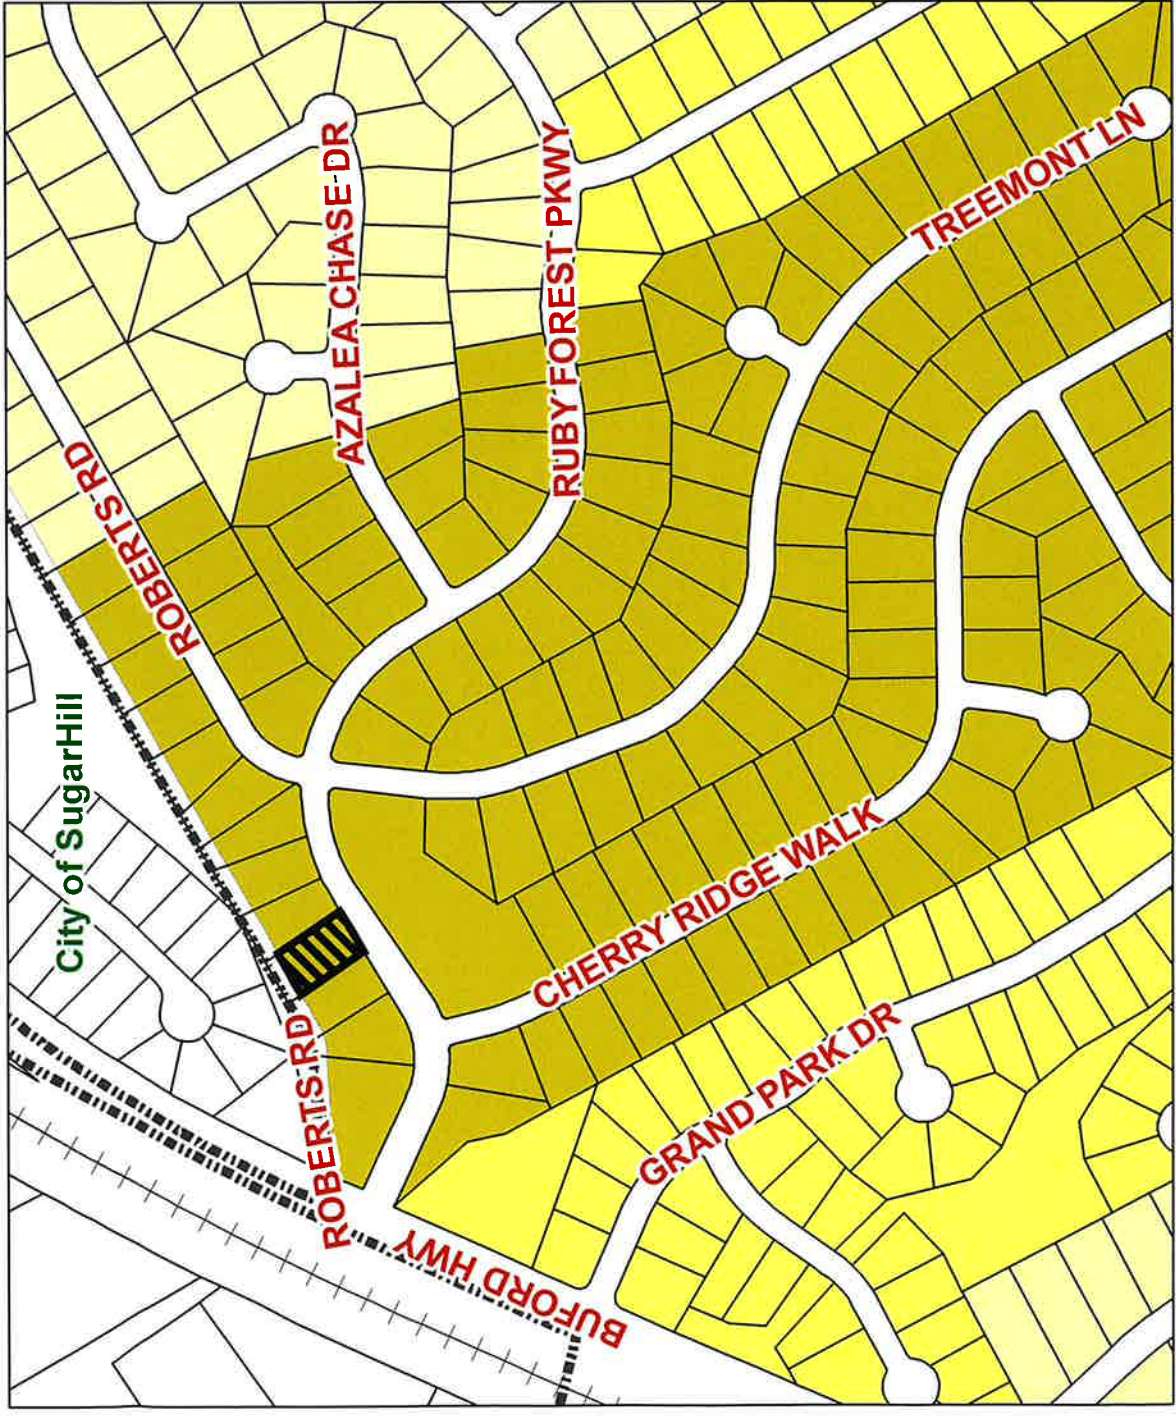 AZALEA CHASE DR
RUBY FOREST PKWY
TREEMONT LN
ROBERTS RD
City of SugarHill
CHERRY RIDGE WALK
GRAND PARK DR
ROBERTS RD
BUFORD HWY